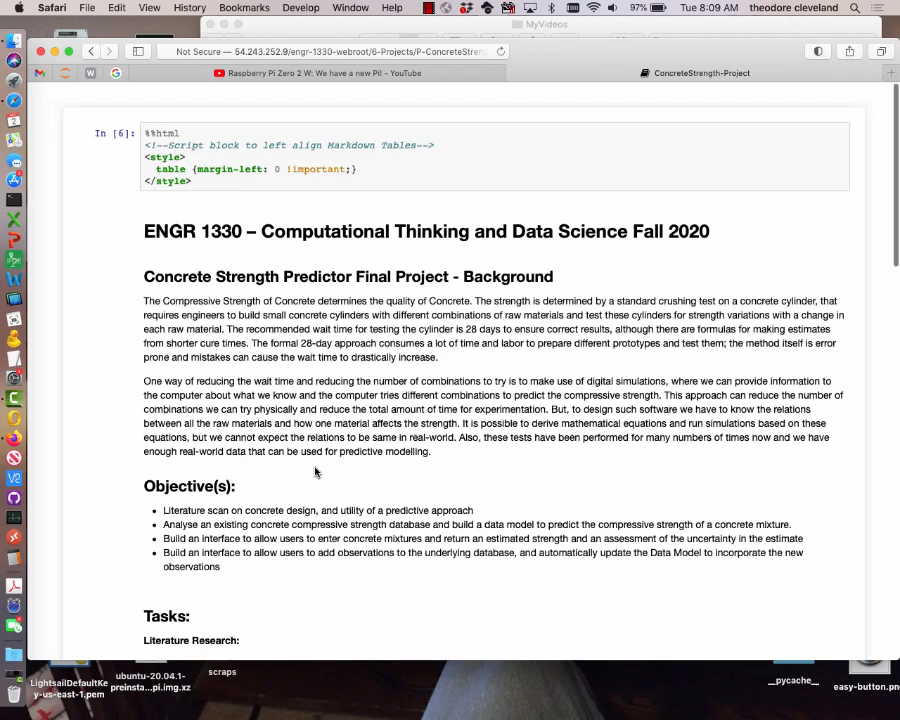 Safari File Edit View History Bookmarks Develop Window Help 97% Tue 8:09 AM theodore cleveland
MyVideos
Not Secure — 54.243.252.9/engr-1330-webroot/6-Projects/P-ConcreteStren
Raspberry Pi Zero 2 W: We have a new Pi! - YouTube ConcreteStrength-Project
In [6]: %%html
<!--Script block to left align Markdown Tables-->
<style>
table {margin-left: 0 !important;}
</style>
ENGR 1330 – Computational Thinking and Data Science Fall 2020
Concrete Strength Predictor Final Project - Background
The Compressive Strength of Concrete determines the quality of Concrete. The strength is determined by a standard crushing test on a concrete cylinder, that
requires engineers to build small concrete cylinders with different combinations of raw materials and test these cylinders for strength variations with a change in
each raw material. The recommended wait time for testing the cylinder is 28 days to ensure correct results, although there are formulas for making estimates
from shorter cure times. The formal 28-day approach consumes a lot of time and labor to prepare different prototypes and test them; the method itself is error
prone and mistakes can cause the wait time to drastically increase.
One way of reducing the wait time and reducing the number of combinations to try is to make use of digital simulations, where we can provide information to
the computer about what we know and the computer tries different combinations to predict the compressive strength. This approach can reduce the number of
combinations we can try physically and reduce the total amount of time for experimentation. But, to design such software we have to know the relations
between all the raw materials and how one material affects the strength. It is possible to derive mathematical equations and run simulations based on these
equations, but we cannot expect the relations to be same in real-world. Also, these tests have been performed for many numbers of times now and we have
enough real-world data that can be used for predictive modelling.
Objective(s):
• Literature scan on concrete design, and utility of a predictive approach
• Analyse an existing concrete compressive strength database and build a data model to predict the compressive strength of a concrete mixture.
• Build an interface to allow users to enter concrete mixtures and return an estimated strength and an assessment of the uncertainty in the estimate
• Build an interface to allow users to add observations to the underlying database, and automatically update the Data Model to incorporate the new
observations
Tasks:
Literature Research:
LightsailDefaultKe
y-us-east-1.pem
ubuntu-20.04.1-
preinsta...pi.img.xz
scraps
__pycache__
easy-button.pn